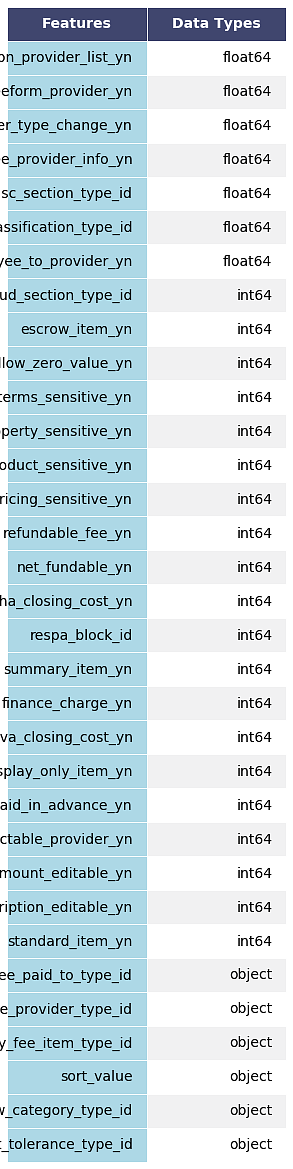 Features Data Types
on_provider_list_yn float64
eform_provider_yn float64
er_type_change_yn float64
e_provider_info_yn float64
sc_section_type_id float64
assification_type_id float64
yee_to_provider_yn float64
ud_section_type_id int64
escrow_item_yn int64
llow_zero_value_yn int64
terms_sensitive_yn int64
perty_sensitive_yn int64
oduct_sensitive_yn int64
ricing_sensitive_yn int64
refundable_fee_yn int64
net_fundable_yn int64
ha_closing_cost_yn int64
respa_block_id int64
summary_item_yn int64
finance_charge_yn int64
va_closing_cost_yn int64
splay_only_item_yn int64
aid_in_advance_yn int64
ctable_provider_yn int64
mount_editable_yn int64
ription_editable_yn int64
standard_item_yn int64
ee_paid_to_type_id object
e_provider_type_id object
y_fee_item_type_id object
sort_value object
w_category_type_id object
t_tolerance_type_id object